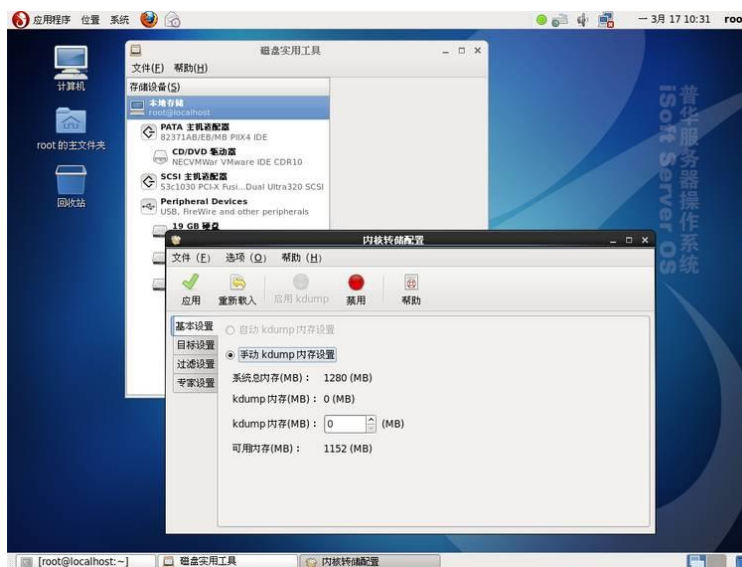 应用程序 位置 系统
一 3月 17 10:31 roo
计算机
root 的主文件夹
回收站
普华服务器操作系统
iSoft Server OS
磁盘实用工具
文件(F) 帮助(H)
存储设备(S)
本地存储
root@localhost
PATA 主机适配器
82371AB/EB/MB PIIX4 IDE
CD/DVD 驱动器
NECVMWar VMware IDE CDR10
SCSI 主机适配器
53c1030 PCI-X Fusi...Dual Ultra320 SCSI
Peripheral Devices
USB, FireWire and other peripherals
19 GB 硬盘
内核转储配置
文件 (F) 选项 (O) 帮助 (H)
应用 重新载入 启用 kdump 禁用 帮助
基本设置
目标设置
过滤设置
专家设置
自动 kdump 内存设置
手动 kdump 内存设置
系统总内存(MB)： 1280 (MB)
kdump 内存(MB)： 0 (MB)
kdump 内存(MB)： 0 (MB)
可用内存(MB)： 1152 (MB)
[root@localhost:~] 磁盘实用工具 内核转储配置